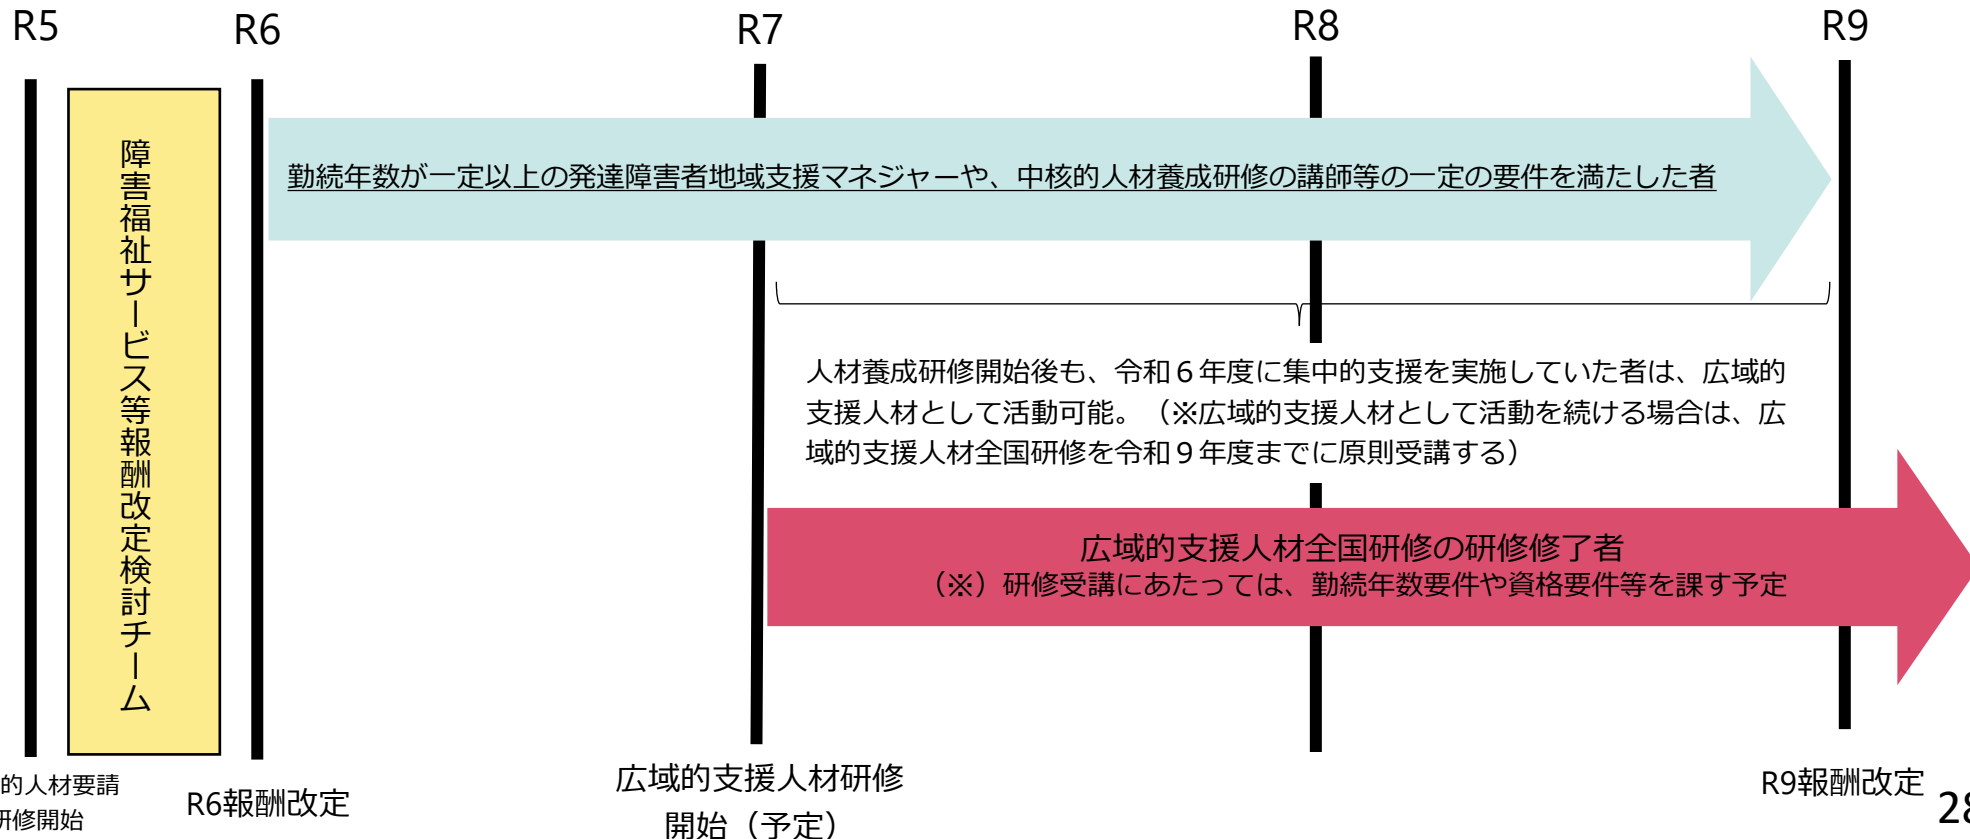 R5
R6
R7
R8
R9
障害福祉サービス等報酬改定検討チーム
勤続年数が一定以上の発達障害者地域支援マネジャーや、中核的人材養成研修の講師等の一定の要件を満たした者
人材養成研修開始後も、令和６年度に集中的支援を実施していた者は、広域的
支援人材として活動可能。（※広域的支援人材として活動を続ける場合は、広
域的支援人材全国研修を令和９年度までに原則受講する）
広域的支援人材全国研修の研修修了者
（※）研修受講にあたっては、勤続年数要件や資格要件等を課す予定
的人材要請
研修開始
R6報酬改定
広域的支援人材研修
開始（予定）
R9報酬改定
28